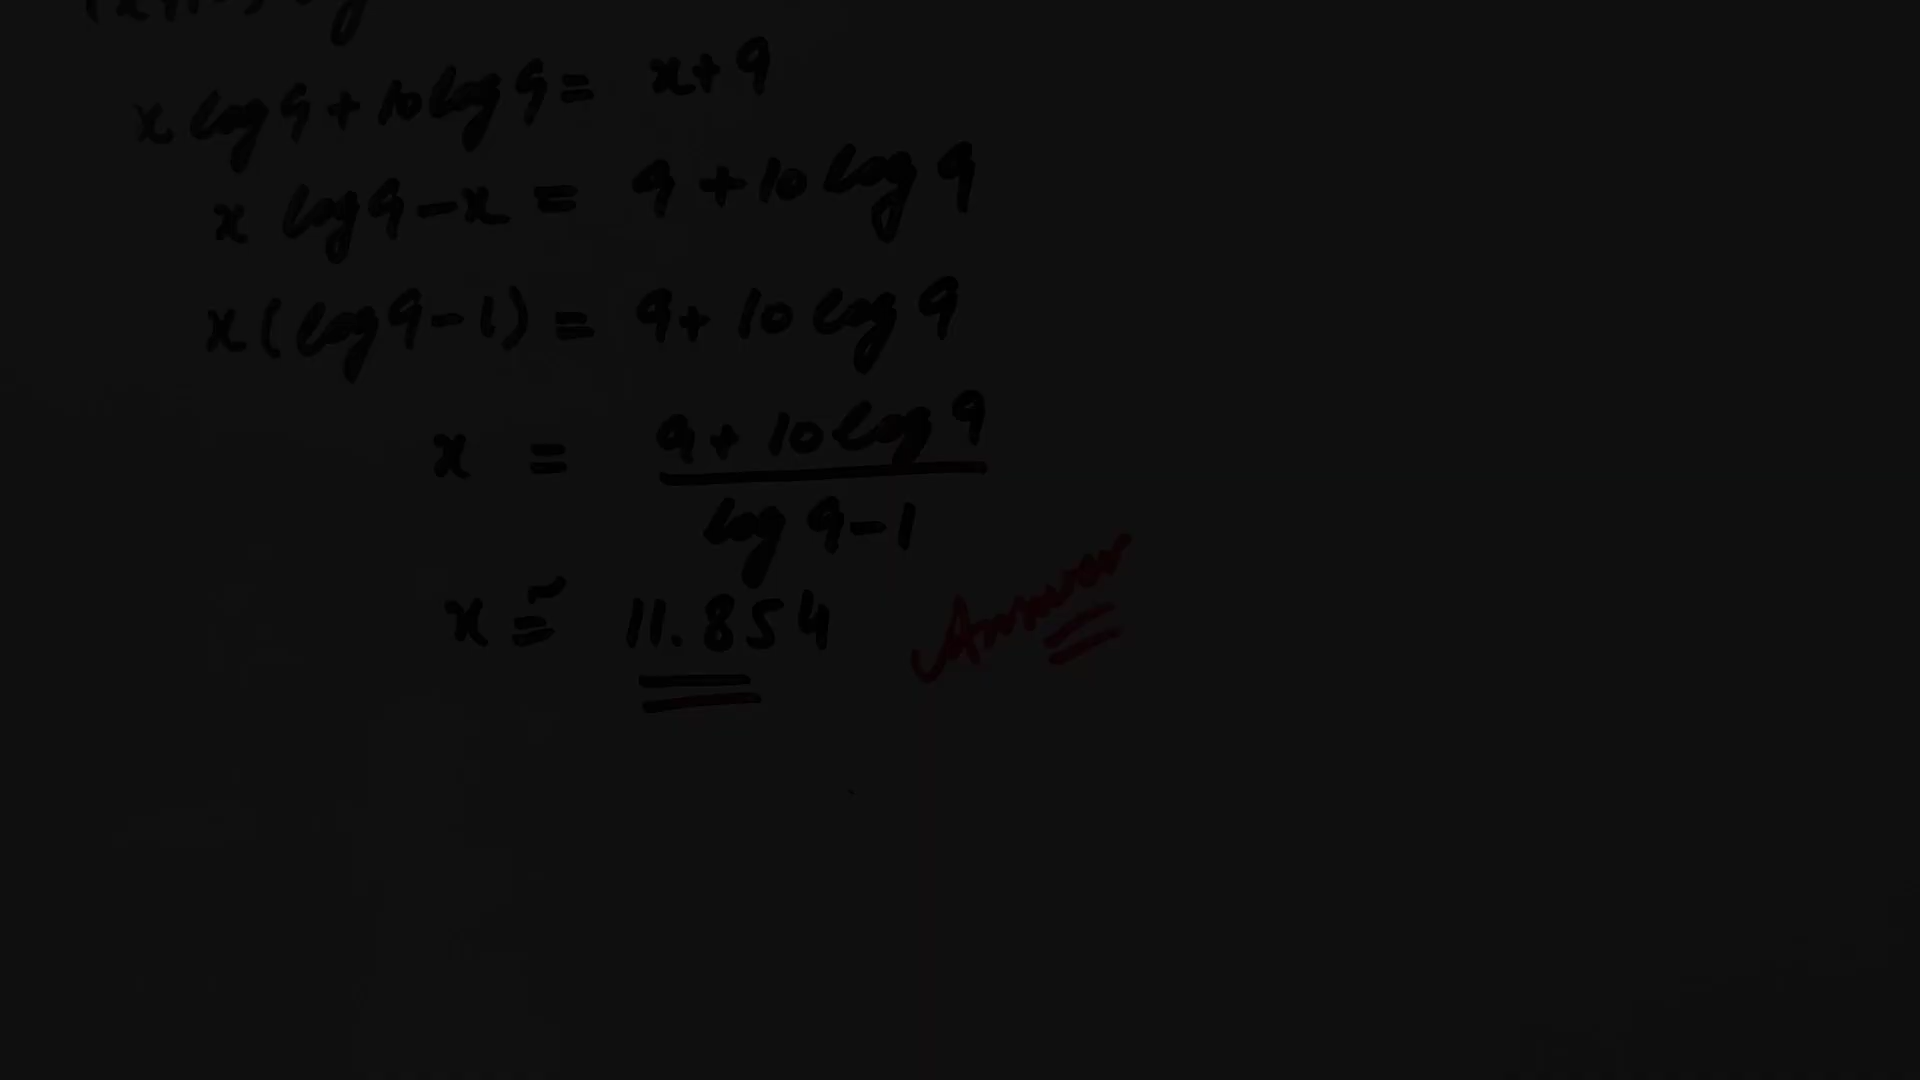 x log 9 + 10 log 9 = x + 9
x log 9 - x = 9 + 10 log 9
x ( log 9 - 1 ) = 9 + 10 log 9
x = 9 + 10 log 9
log 9 - 1
x ≅ 11.854
Answer